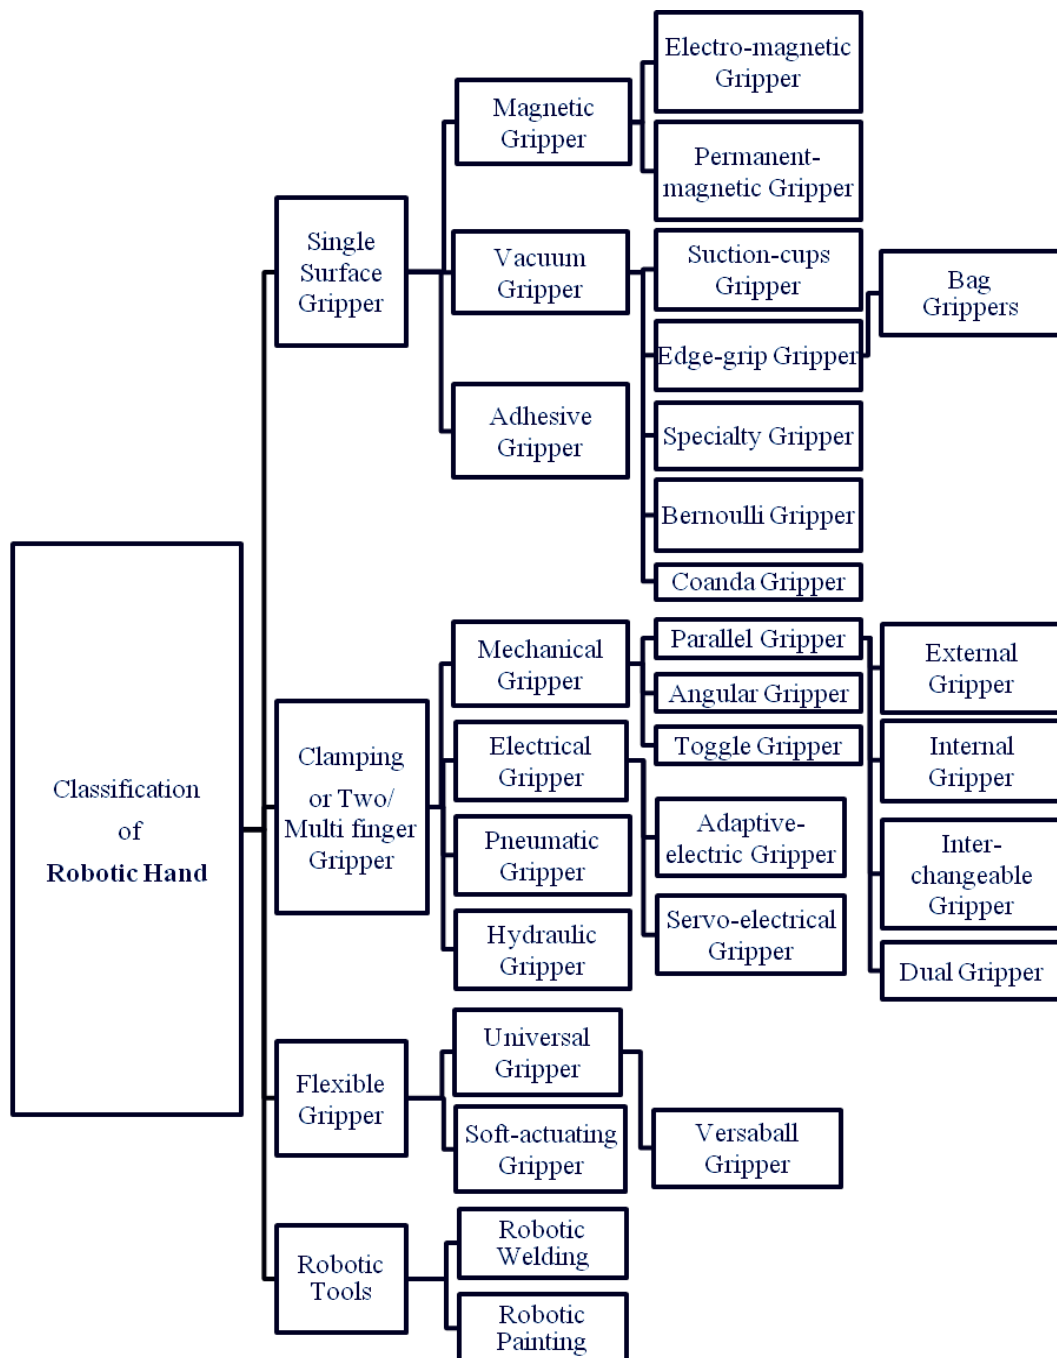 Electro-magnetic
Gripper
Magnetic
Gripper
Permanent-
magnetic Gripper
Single
Surface
Gripper
Vacuum
Gripper
Suction-cups
Gripper
Bag
Grippers
Edge-grip Gripper
Adhesive
Gripper
Specialty Gripper
Bernoulli Gripper
Coanda Gripper
Classification
of
Robotic Hand
Clamping
or Two/
Multi finger
Gripper
Mechanical
Gripper
Parallel Gripper
Angular Gripper
Toggle Gripper
External
Gripper
Internal
Gripper
Inter-
changeable
Gripper
Dual Gripper
Electrical
Gripper
Adaptive-
electric Gripper
Servo-electrical
Gripper
Pneumatic
Gripper
Hydraulic
Gripper
Flexible
Gripper
Universal
Gripper
Soft-actuating
Gripper
Versaball
Gripper
Robotic
Tools
Robotic
Welding
Robotic
Painting